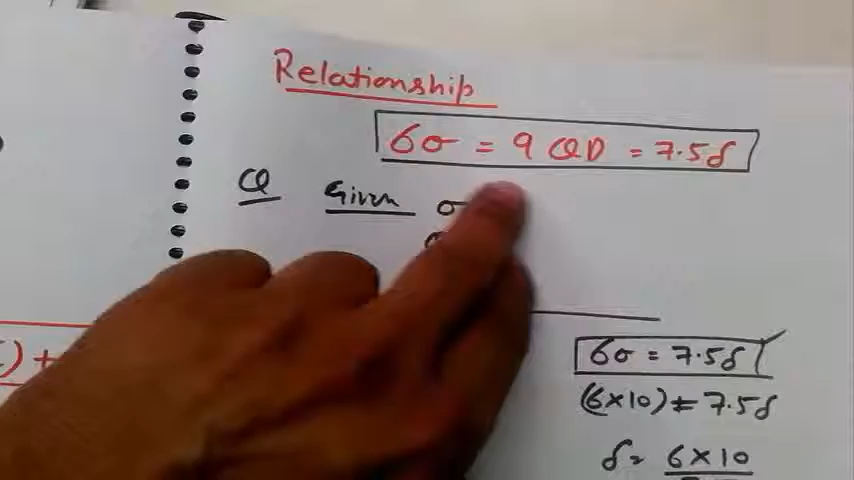 Relationship
6σ = 9 QD = 7.5δ
Q Given σ
) +
6σ = 7.5δ
(6×10) = 7.5δ
δ = 6×10